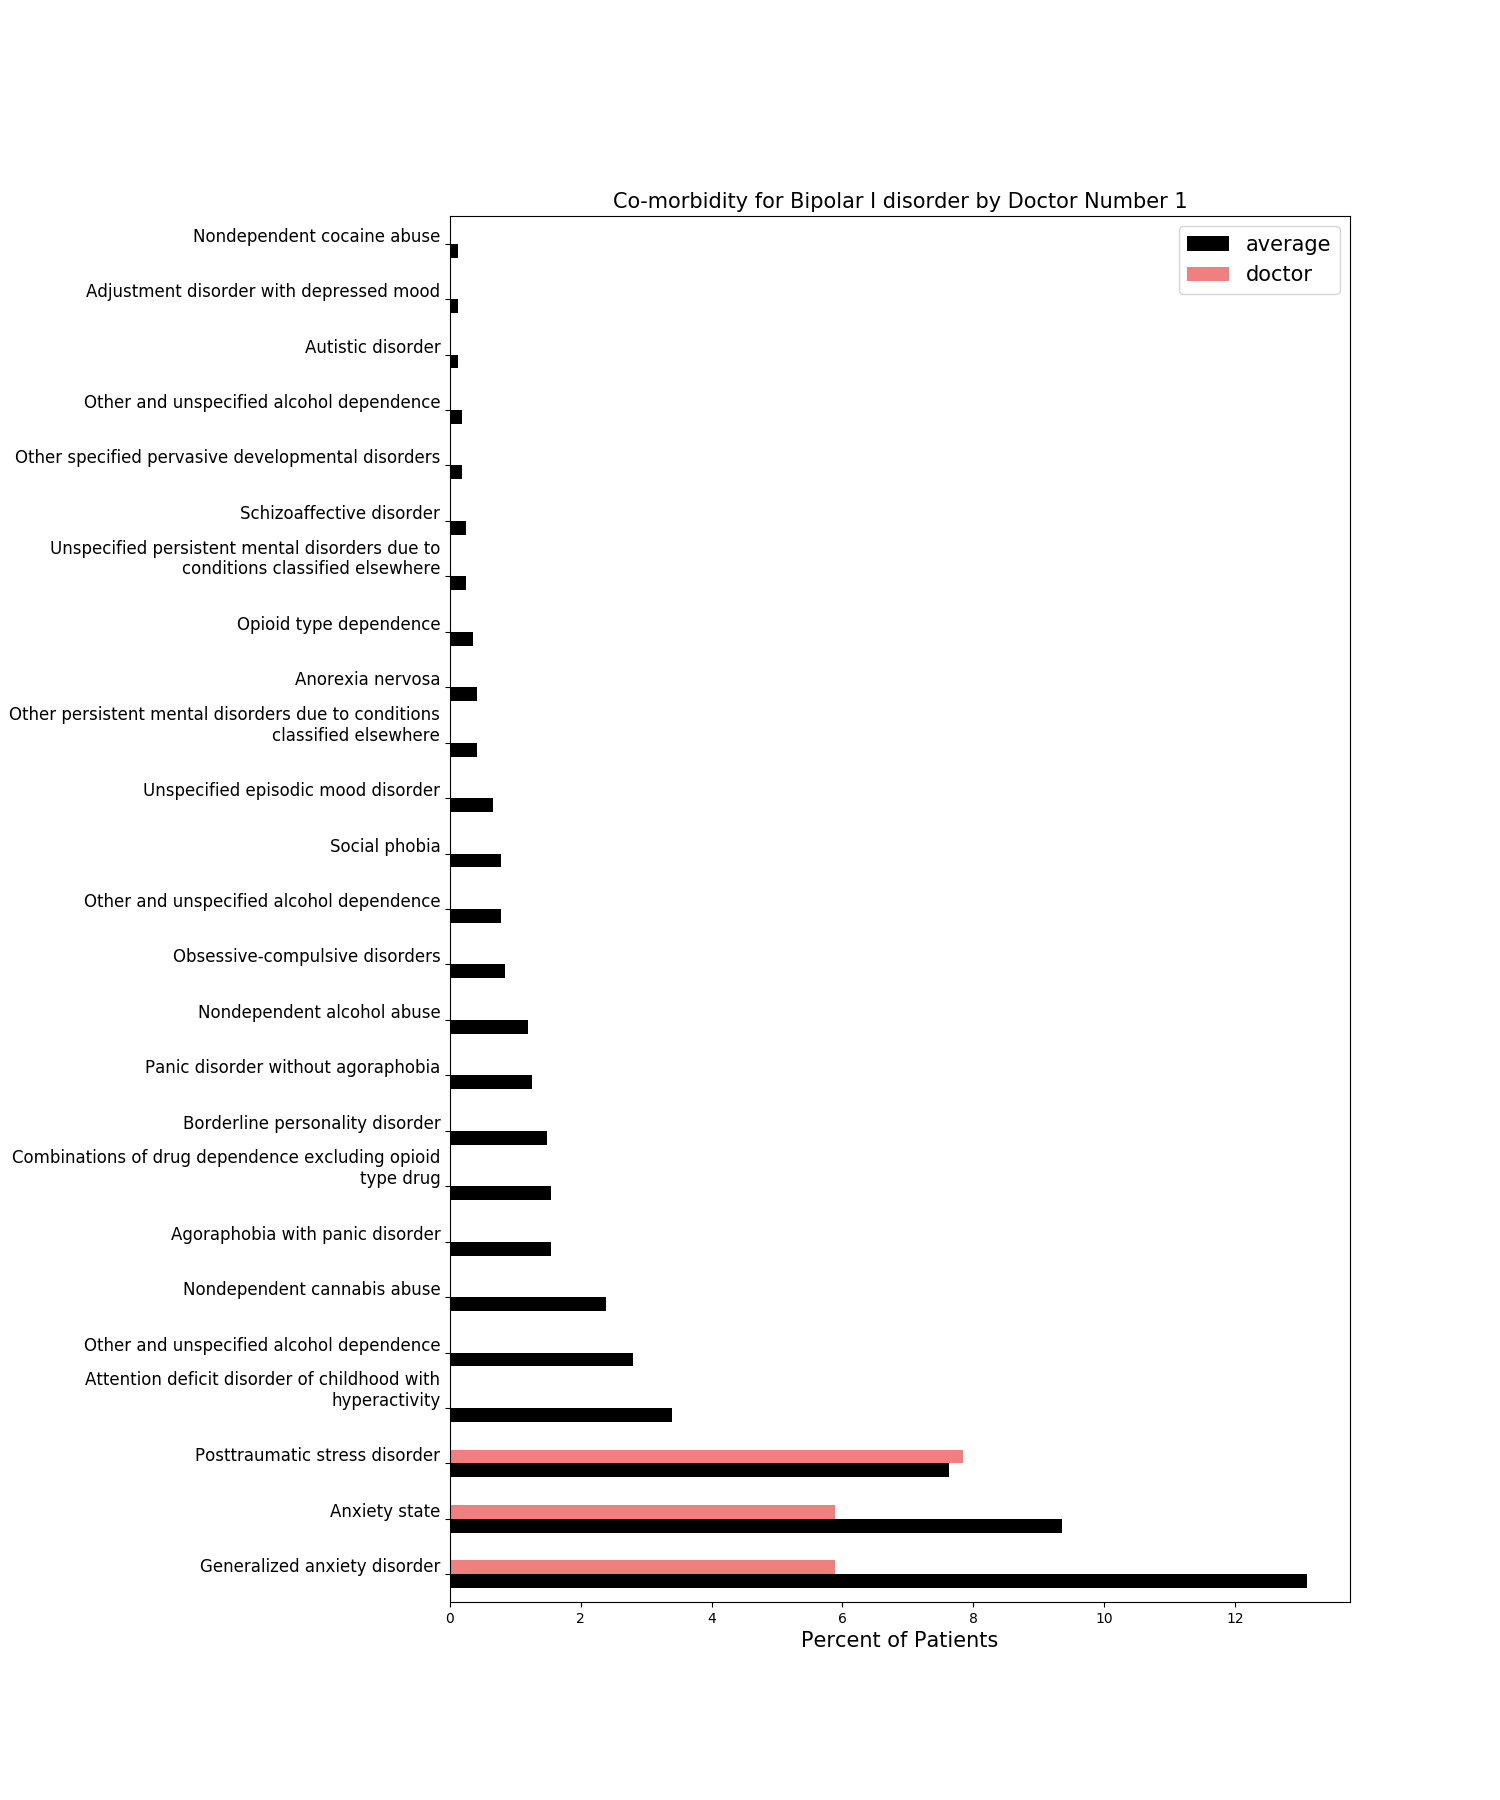 Co-morbidity for Bipolar I disorder by Doctor Number 1
average
doctor
Nondependent cocaine abuse
Adjustment disorder with depressed mood
Autistic disorder
Other and unspecified alcohol dependence
Other specified pervasive developmental disorders
Schizoaffective disorder
Unspecified persistent mental disorders due to
conditions classified elsewhere
Opioid type dependence
Anorexia nervosa
Other persistent mental disorders due to conditions
classified elsewhere
Unspecified episodic mood disorder
Social phobia
Other and unspecified alcohol dependence
Obsessive-compulsive disorders
Nondependent alcohol abuse
Panic disorder without agoraphobia
Borderline personality disorder
Combinations of drug dependence excluding opioid
type drug
Agoraphobia with panic disorder
Nondependent cannabis abuse
Other and unspecified alcohol dependence
Attention deficit disorder of childhood with
hyperactivity
Posttraumatic stress disorder
Anxiety state
Generalized anxiety disorder
0 2 4 6 8 10 12
Percent of Patients